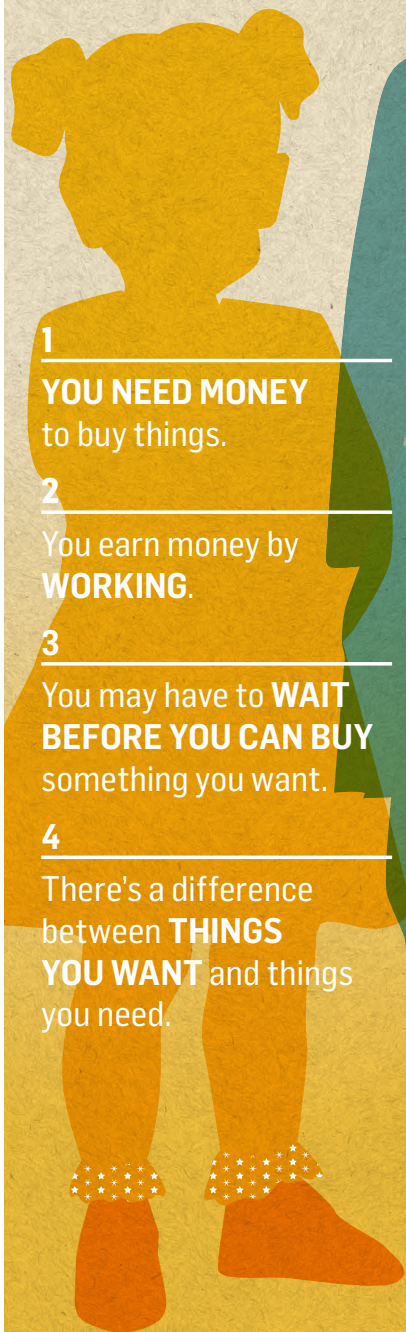 1
YOU NEED MONEY
to buy things.
2
You earn money by
WORKING.
3
You may have to WAIT
BEFORE YOU CAN BUY
something you want.
4
There’s a difference
between THINGS
YOU WANT and things
you need.